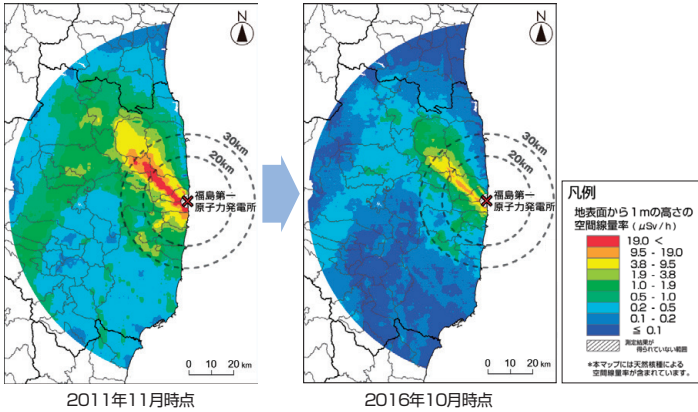 N
30km
20km
福島第一
原子力発電所
0 10 20 km
2011年11月時点
N
30km
20km
福島第一
原子力発電所
0 10 20 km
2016年10月時点
凡例
地表面から1mの高さの
空間線量率 (μSv/h)
19.0 <
9.5 - 19.0
3.8 - 9.5
1.9 - 3.8
1.0 - 1.9
0.5 - 1.0
0.2 - 0.5
0.1 - 0.2
≦ 0.1
測定結果が
得られていない範囲
*本マップには天然核種による
空間線量率が含まれています。